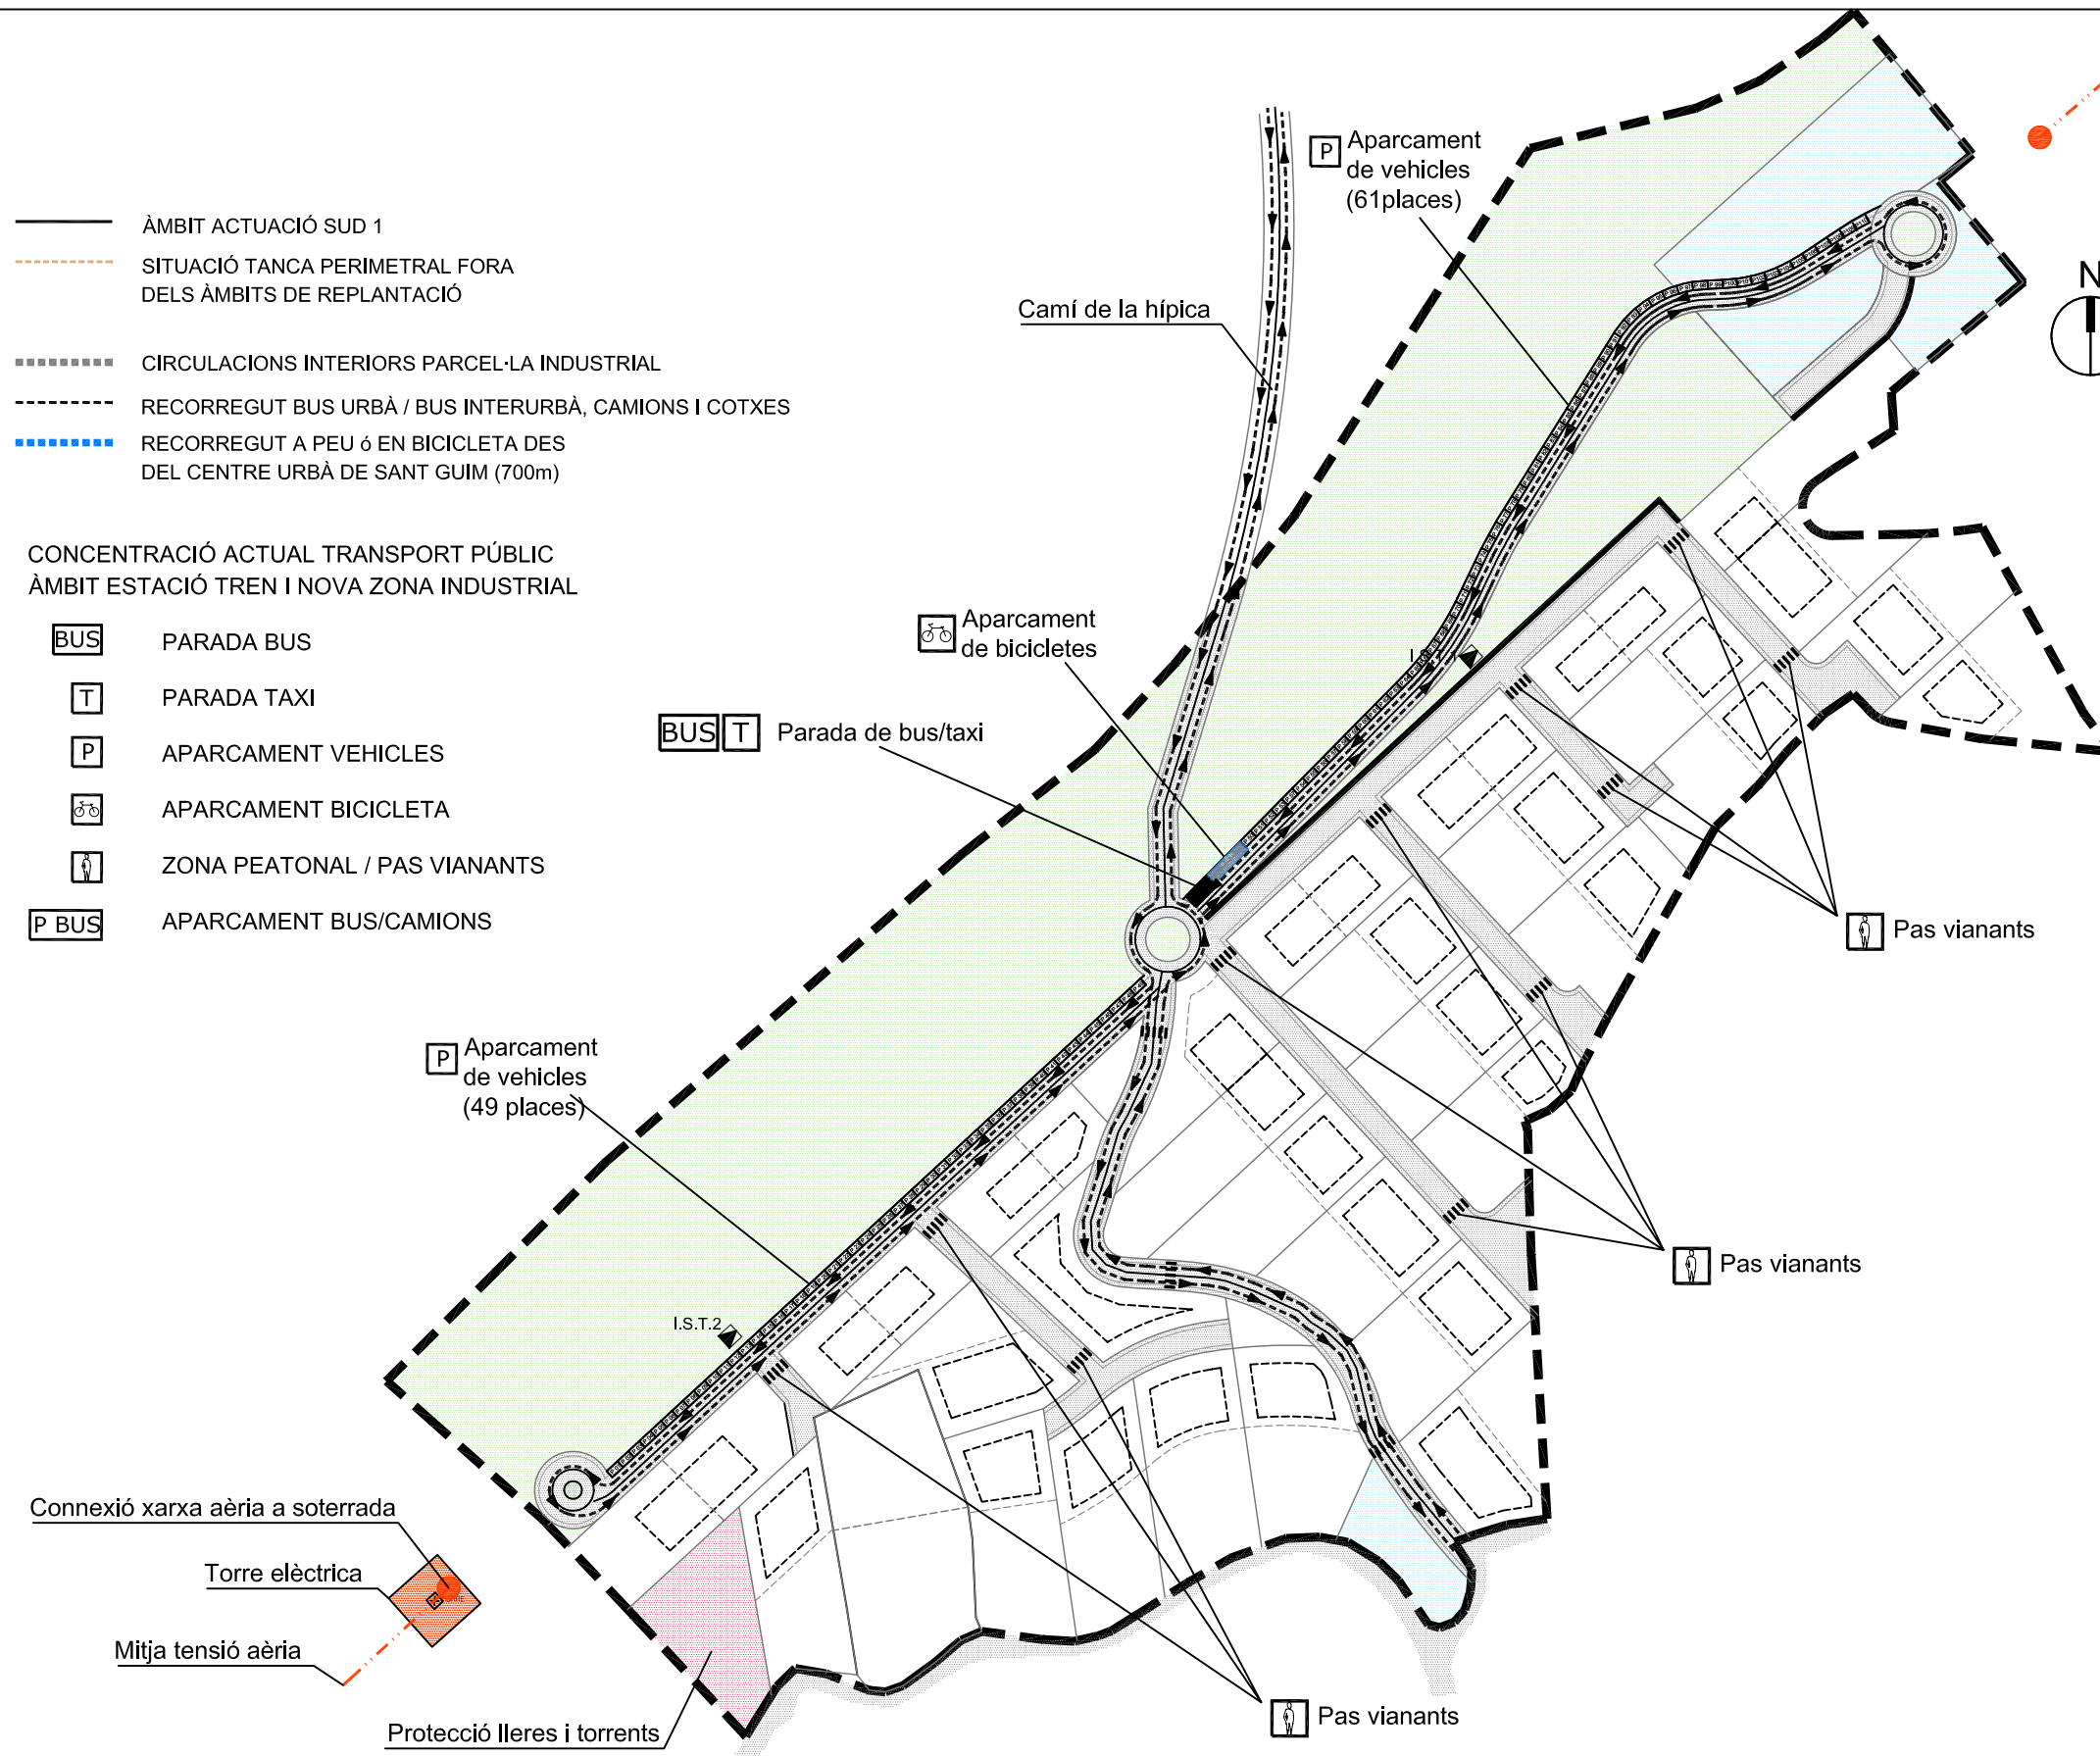 ÀMBIT ACTUACIÓ SUD 1
SITUACIÓ TANCA PERIMETRAL FORA
DELS ÀMBITS DE REPLANTACIÓ
CIRCULACIONS INTERIORS PARCEL·LA INDUSTRIAL
RECORREGUT BUS URBÀ / BUS INTERURBÀ, CAMIONS I COTXES
RECORREGUT A PEU ó EN BICICLETA DES
DEL CENTRE URBÀ DE SANT GUIM (700m)
CONCENTRACIÓ ACTUAL TRANSPORT PÚBLIC
ÀMBIT ESTACIÓ TREN I NOVA ZONA INDUSTRIAL
BUS PARADA BUS
T PARADA TAXI
P APARCAMENT VEHICLES
APARCAMENT BICICLETA
ZONA PEATONAL / PAS VIANANTS
P BUS APARCAMENT BUS/CAMIONS
P Aparcament
de vehicles
(61places)
N
Camí de la hípica
Aparcament
de bicicletes
BUS T Parada de bus/taxi
Pas vianants
P Aparcament
de vehicles
(49 places)
Pas vianants
I.S.T.2
Connexió xarxa aèria a soterrada
Torre elèctrica
Mitja tensió aèria
Protecció lleres i torrents
Pas vianants